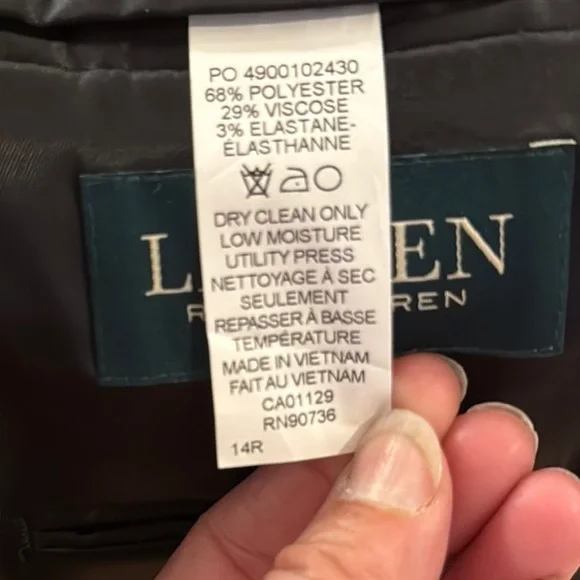 PO 4900102430
68% POLYESTER
29% VISCOSE
3% ELASTANE-
ÉLASTHANNE
DRY CLEAN ONLY
LOW MOISTURE
UTILITY PRESS
NETTOYAGE À SEC
SEULEMENT
REPASSER À BASSE
TEMPÉRATURE
MADE IN VIETNAM
FAIT AU VIETNAM
CA01129
RN90736
14R